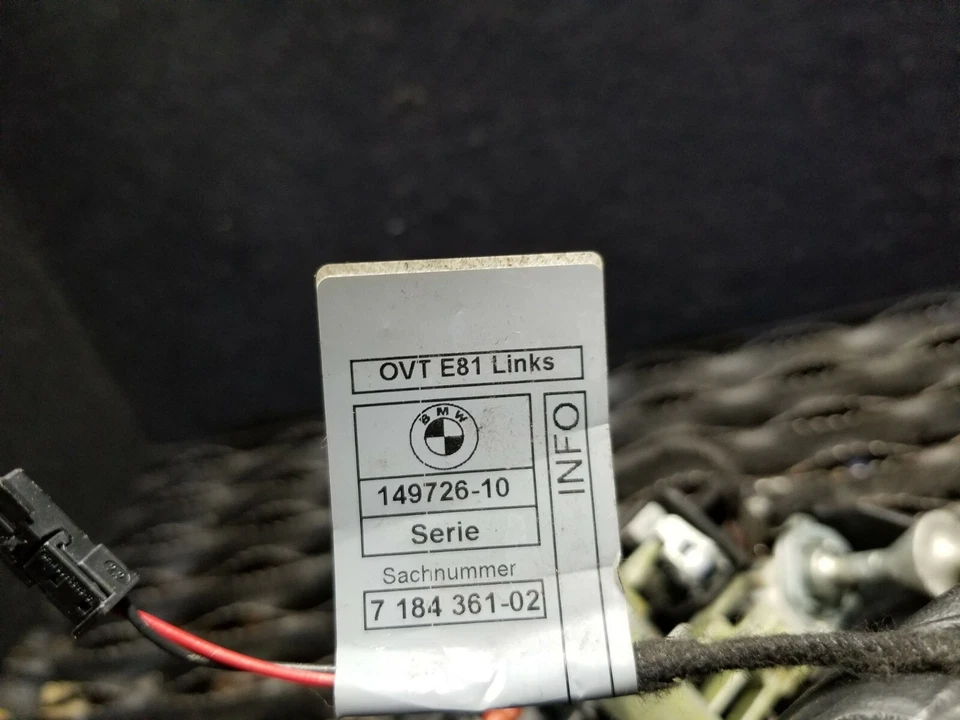 OVT E81 Links
BMW
INFO
149726-10
Serie
Sachnummer
7 184 361-02